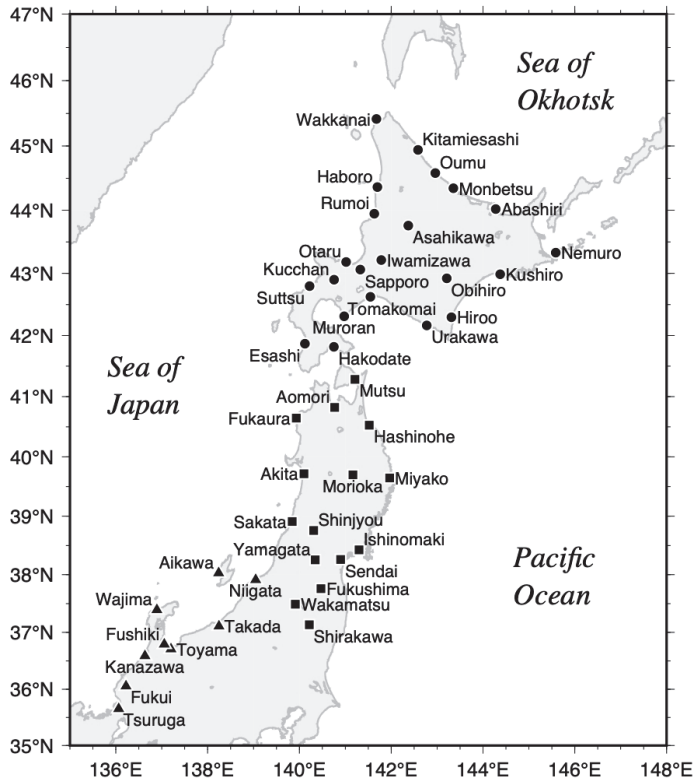 47°N
46°N
Sea of
Okhotsk
Wakkanai
45°N
Kitamiesashi
Oumu
Haboro
Monbetsu
Rumoi
44°N
Abashiri
Asahikawa
Otaru
Iwamizawa
Nemuro
Kucchan
43°N
Sapporo
Kushiro
Obihiro
Suttsu
Tomakomai
Hiroo
Muroran
42°N
Urakawa
Esashi
Hakodate
Sea of
Japan
41°N
Mutsu
Aomori
Fukaura
Hashinohe
40°N
Akita
Morioka
Miyako
39°N
Sakata
Shinjyou
Ishinomaki
Yamagata
Aikawa
Sendai
Pacific
Ocean
38°N
Niigata
Fukushima
Wajima
Wakamatsu
Fushiki
Takada
37°N
Shirakawa
Toyama
Kanazawa
36°N
Fukui
Tsuruga
35°N
136°E
138°E
140°E
142°E
144°E
146°E
148°E